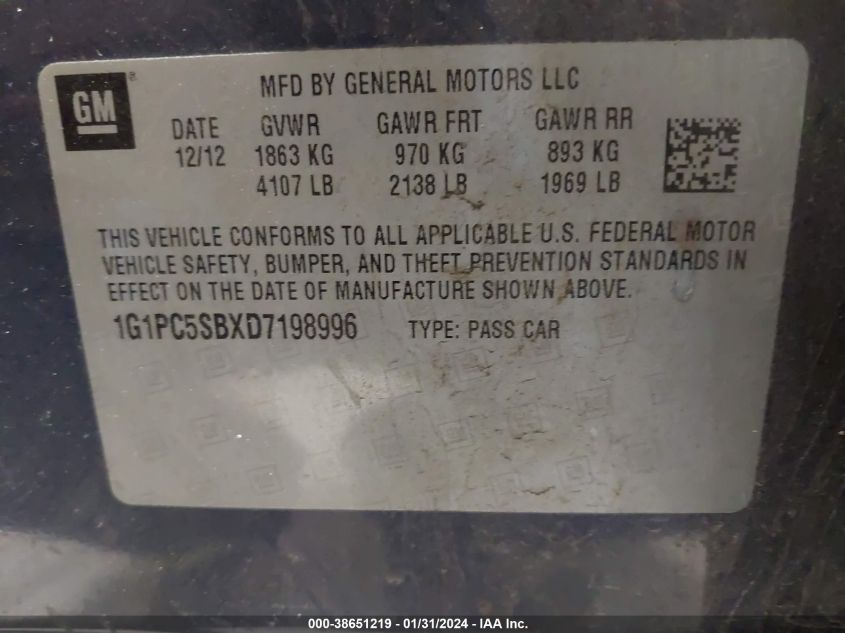 GM ®
MFD BY GENERAL MOTORS LLC
DATE GVWR GAWR FRT GAWR RR
12/12 1863 KG 970 KG 893 KG
4107 LB 2138 LB 1969 LB
THIS VEHICLE CONFORMS TO ALL APPLICABLE U.S. FEDERAL MOTOR
VEHICLE SAFETY, BUMPER, AND THEFT PREVENTION STANDARDS IN
EFFECT ON THE DATE OF MANUFACTURE SHOWN ABOVE.
1G1PC5SBXD7198996 TYPE: PASS CAR
000-38651219 - 01/31/2024 - IAA Inc.